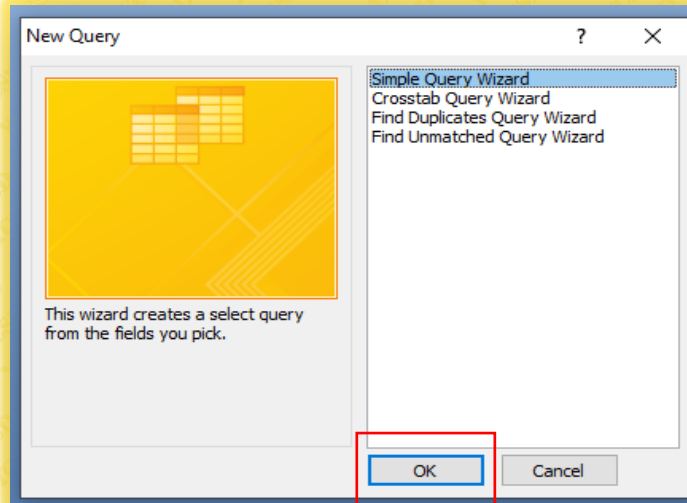 New Query
?
Simple Query Wizard
Crosstab Query Wizard
Find Duplicates Query Wizard
Find Unmatched Query Wizard
This wizard creates a select query
from the fields you pick.
OK
Cancel